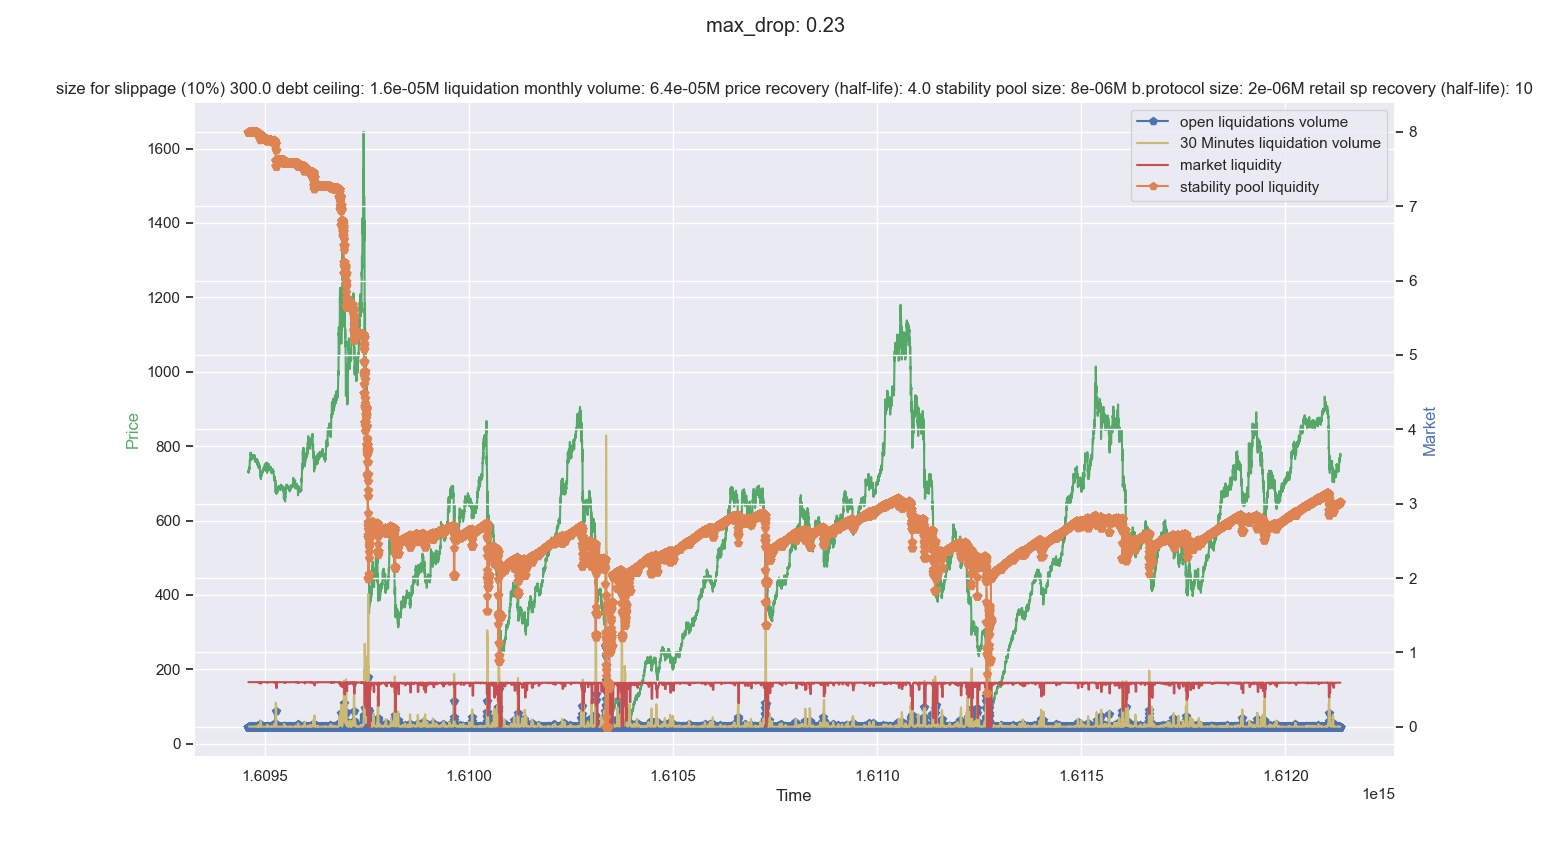 max_drop: 0.23
size for slippage (10%) 300.0 debt ceiling: 1.6e-05M liquidation monthly volume: 6.4e-05M price recovery (half-life): 4.0 stability pool size: 8e-06M b.protocol size: 2e-06M retail sp recovery (half-life): 10
open liquidations volume
30 Minutes liquidation volume
market liquidity
stability pool liquidity
1600
1400
1200
1000
800
600
400
200
0
Price
8
7
6
5
4
3
2
1
0
Market
1.6095 1.6100 1.6105 1.6110 1.6115 1.6120
Time
1e15